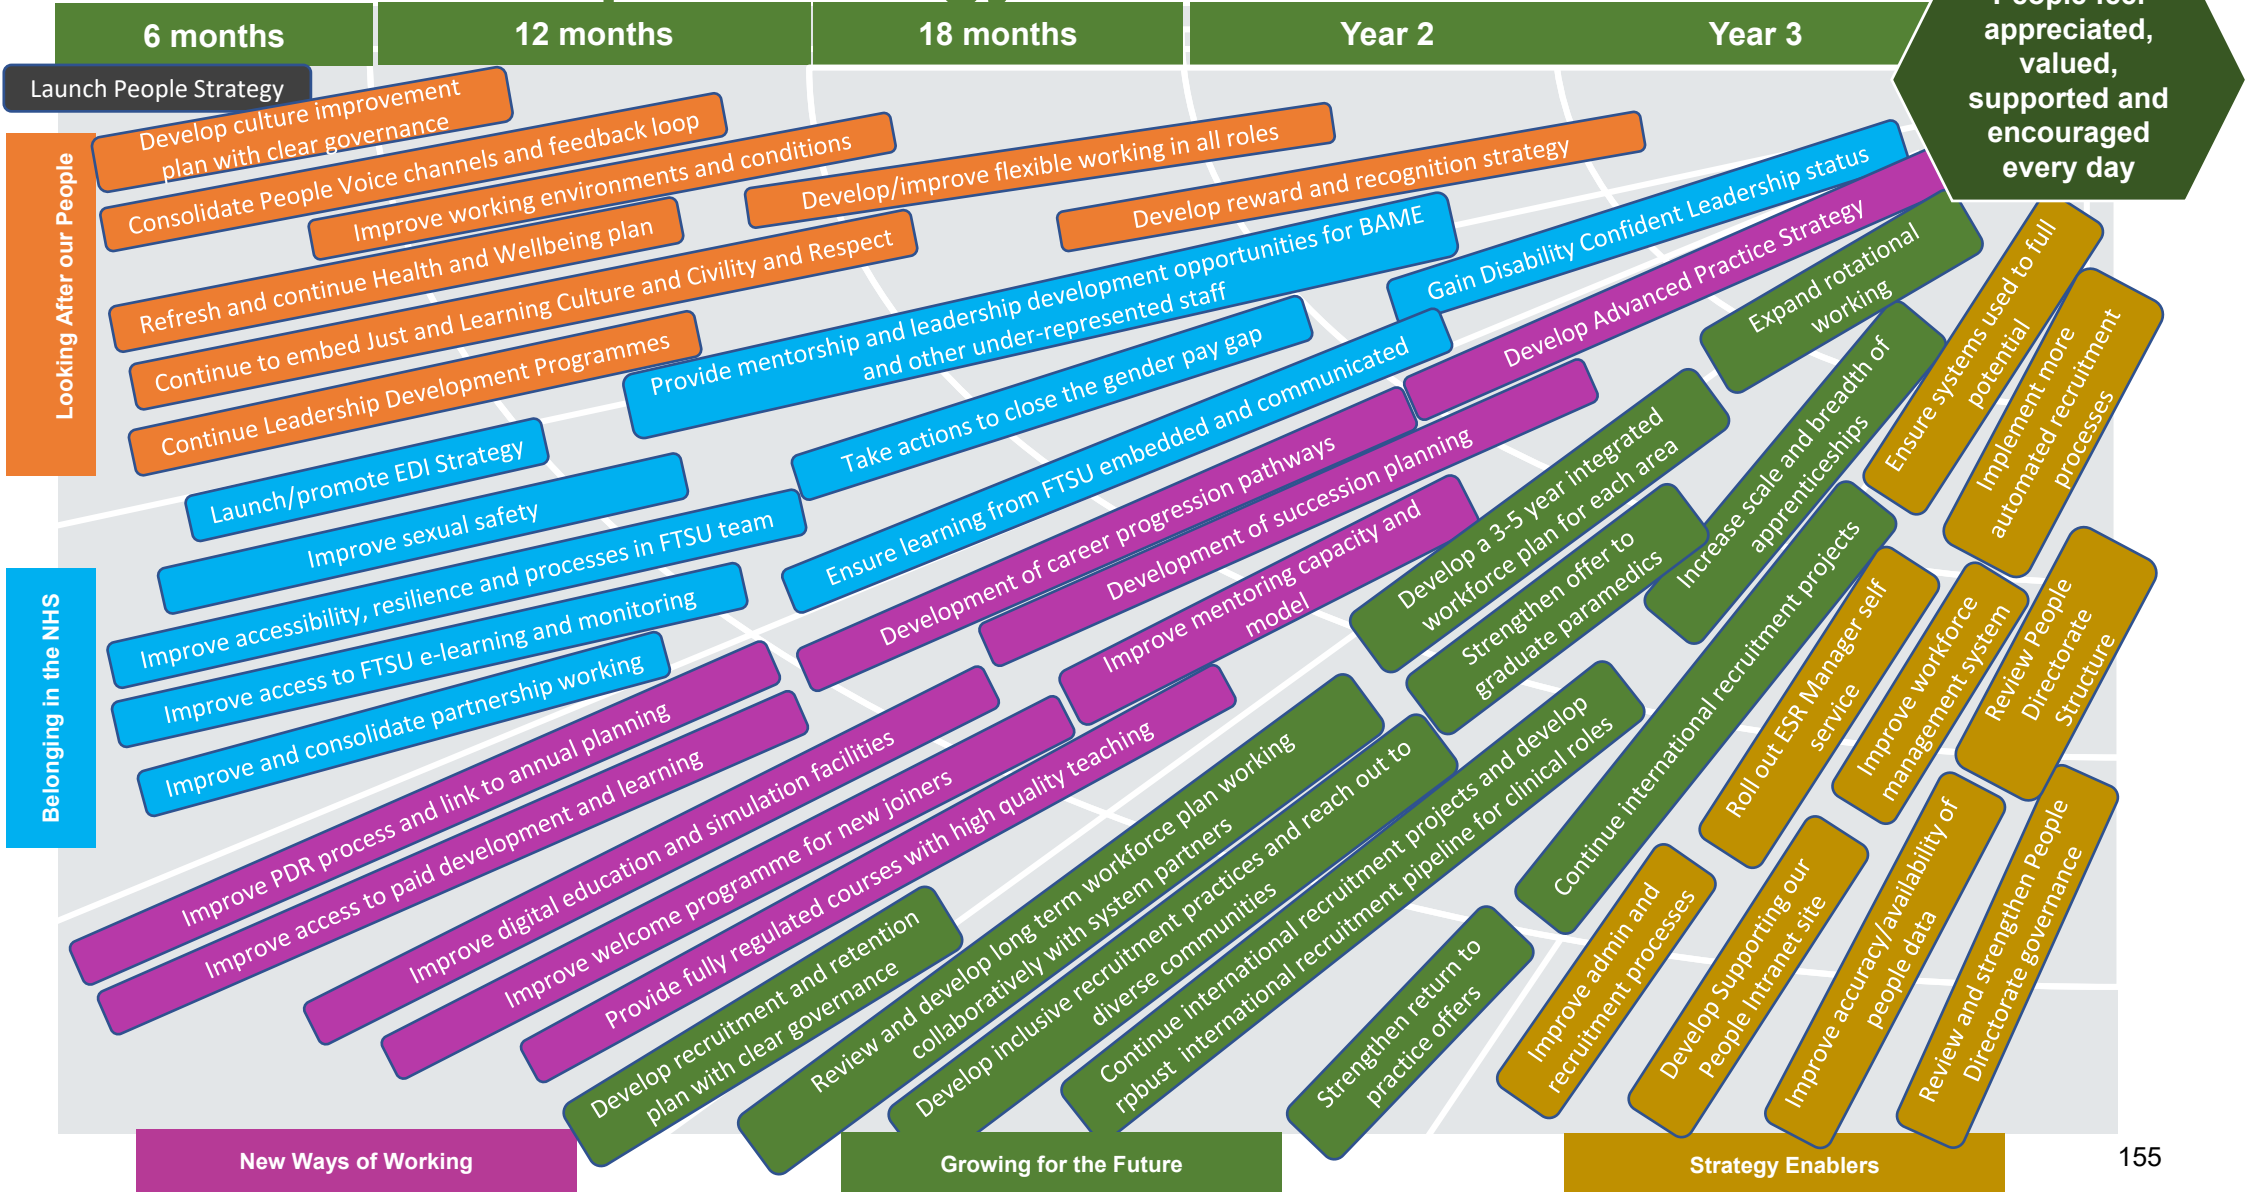 6 months
12 months
18 months
Year 2
Year 3
People feel
appreciated,
valued,
supported and
encouraged
every day
Launch People Strategy
Looking After our People
Develop culture improvement
plan with clear governance
Consolidate People Voice channels and feedback loop
Improve working environments and conditions
Develop/improve flexible working in all roles
Develop reward and recognition strategy
Refresh and continue Health and Wellbeing plan
Continue to embed Just and Learning Culture and Civility and Respect
Continue Leadership Development Programmes
Belonging in the NHS
Provide mentorship and leadership development opportunities for BAME
and other under-represented staff
Gain Disability Confident Leadership status
Take actions to close the gender pay gap
Launch/promote EDI Strategy
Improve sexual safety
Improve accessibility, resilience and processes in FTSU team
Ensure learning from FTSU embedded and communicated
Improve access to FTSU e-learning and monitoring
Improve and consolidate partnership working
Develop Advanced Practice Strategy
Development of career progression pathways
Development of succession planning
Improve mentoring capacity and
model
Improve PDR process and link to annual planning
Improve access to paid development and learning
Improve digital education and simulation facilities
Improve welcome programme for new joiners
Provide fully regulated courses with high quality teaching
Expand rotational
working
Increase scale and breadth of
apprenticeships
Develop a 3-5 year integrated
workforce plan for each area
Strengthen offer to
graduate paramedics
Continue international recruitment projects
Develop recruitment and retention
plan with clear governance
Review and develop long term workforce plan working
collaboratively with system partners
Develop inclusive recruitment practices and reach out to
diverse communities
Continue international recruitment projects and develop
rpbust international recruitment pipeline for clinical roles
Strengthen return to
practice offers
Ensure systems used to full
potential
Implement more
automated recruitment
processes
Roll out ESR Manager self
service
Improve workforce
management system
Review People
Directorate
Structure
Improve admin and
recruitment processes
Develop Supporting our
People Intranet site
Improve accuracy/availability of
people data
Review and strengthen People
Directorate governance
New Ways of Working
Growing for the Future
Strategy Enablers
155